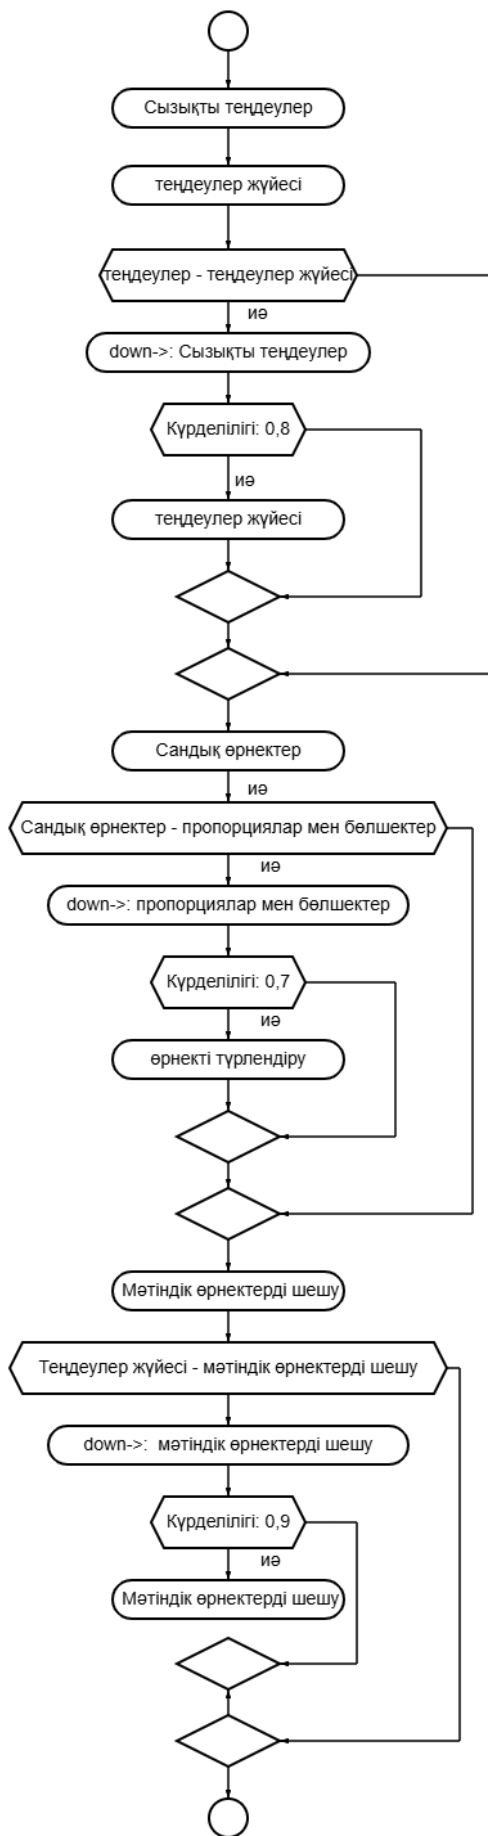 Сызықты теңдеулер
теңдеулер жүйесі
теңдеулер - теңдеулер жүйесі
иә
down->: Сызықты теңдеулер
Күрделілігі: 0,8
иә
теңдеулер жүйесі
Сандық өрнектер
иә
Сандық өрнектер - пропорциялар мен бөлшектер
иә
down->: пропорциялар мен бөлшектер
Күрделілігі: 0,7
иә
өрнекті түрлендіру
Мәтіндік өрнектерді шешу
Теңдеулер жүйесі - мәтіндік өрнектерді шешу
down->: мәтіндік өрнектерді шешу
Күрделілігі: 0,9
иә
Мәтіндік өрнектерді шешу